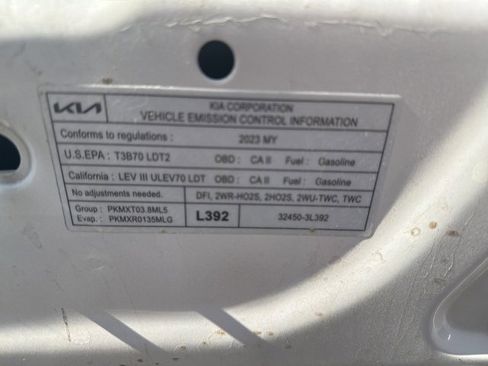 KIA
KIA CORPORATION
VEHICLE EMISSION CONTROL INFORMATION
Conforms to regulations : 2023 MY
U.S.EPA : T3B70 LDT2 OBD : CA II Fuel : Gasoline
California : LEV III ULEV70 LDT OBD : CA II Fuel : Gasoline
No adjustments needed. DFI, 2WR-HO2S, 2HO2S, 2WU-TWC, TWC
Group : PKMXT03.8ML5
Evap. : PKMXR0135MLG
L392
32450-3L392